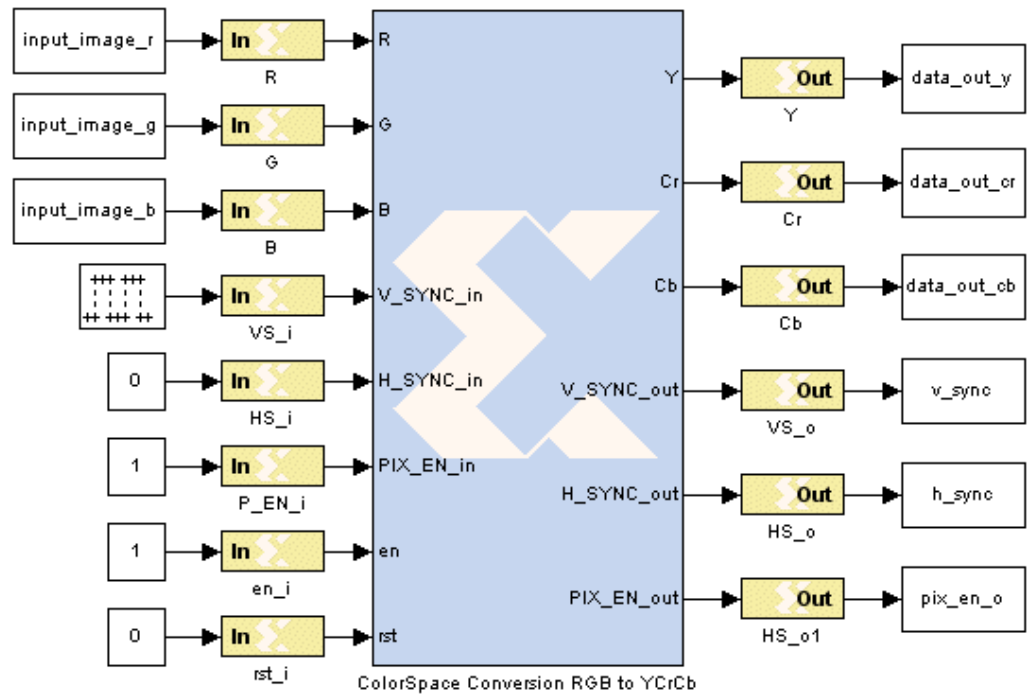 input_image_r
In
R
R
input_image_g
In
G
G
input_image_b
In
B
B
In
VS_i
V_SYNC_in
0
In
HS_i
H_SYNC_in
1
In
P_EN_i
PIX_EN_in
1
In
en_i
en
0
In
rst_i
rst
Y
Out
Y
data_out_y
Cr
Out
Cr
data_out_cr
Cb
Out
Cb
data_out_cb
V_SYNC_out
Out
VS_o
v_sync
H_SYNC_out
Out
HS_o
h_sync
PIX_EN_out
Out
HS_o1
pix_en_o
ColorSpace Conversion RGB to YCrCb